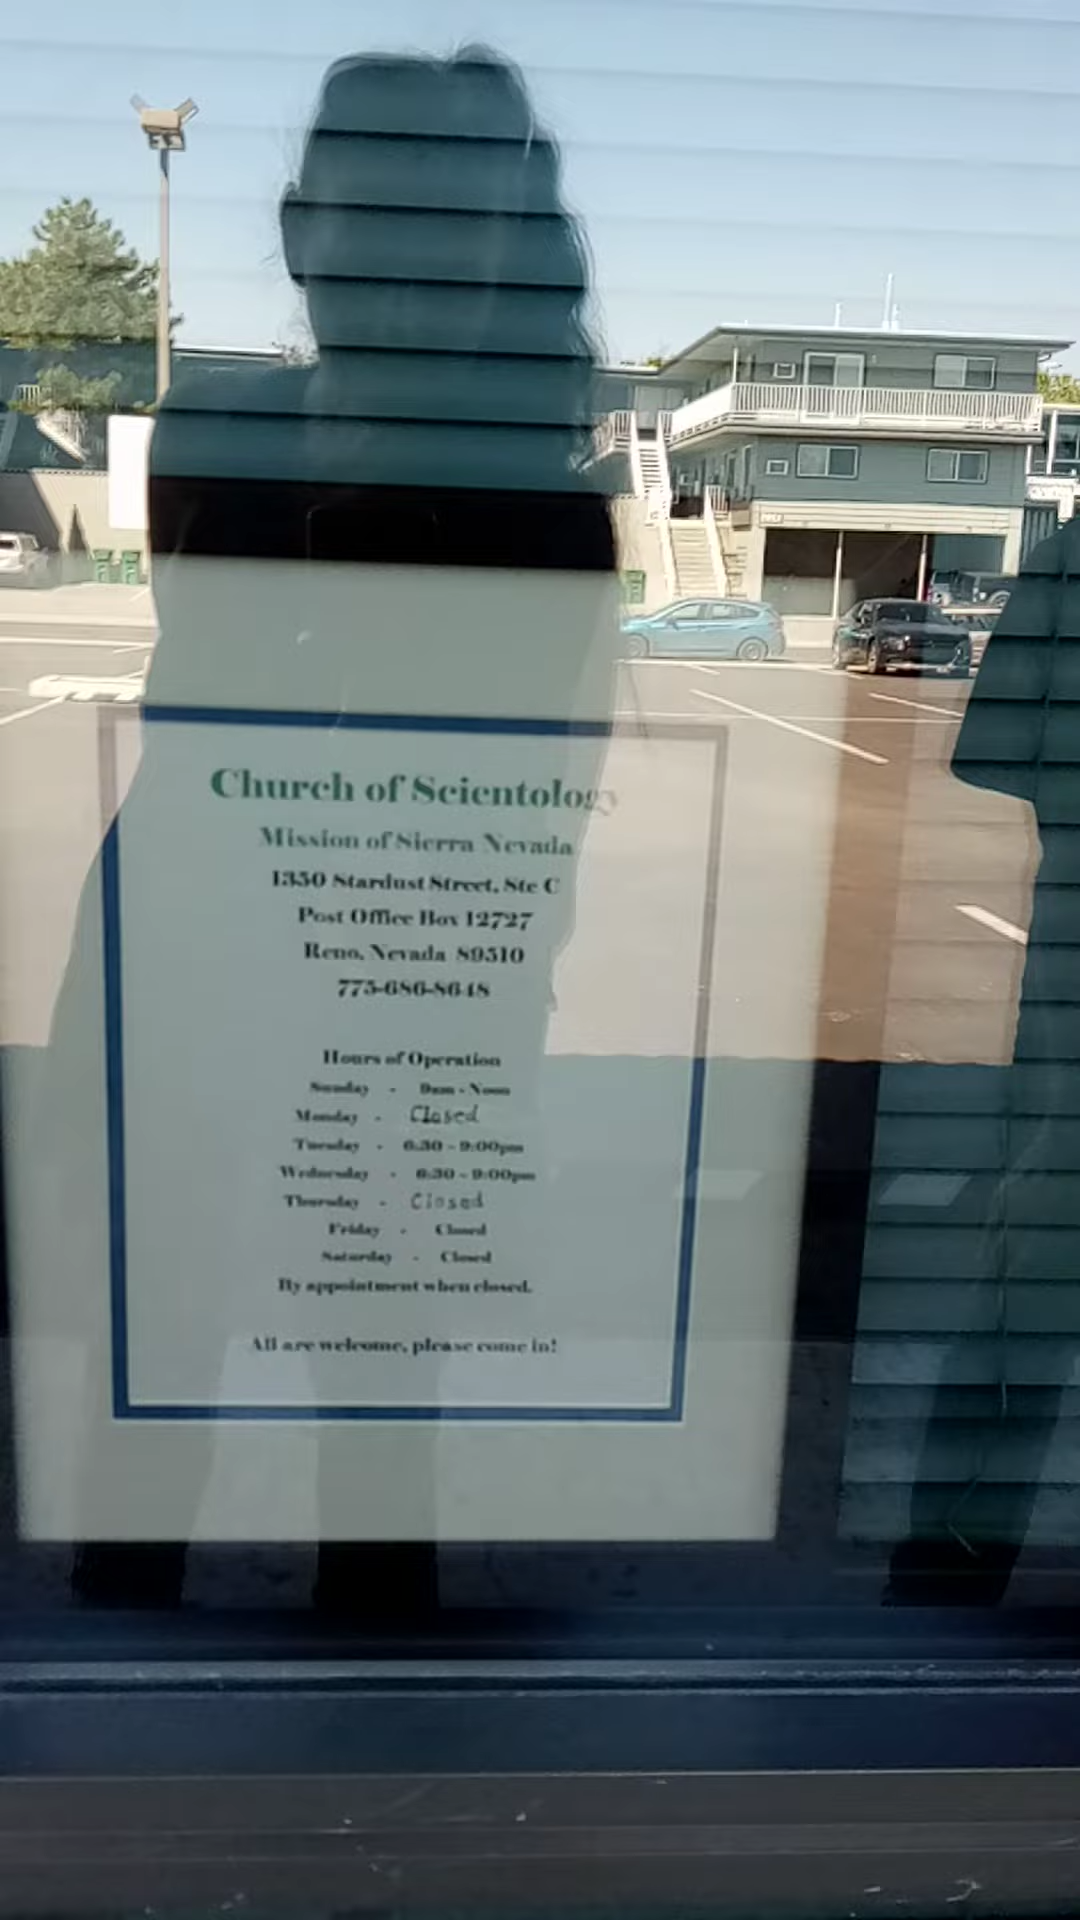 Church of Scientology
Mission of Sierra Nevada
1350 Stardust Street, Ste C
Post Office Box 12727
Reno, Nevada 89510
775-686-8648
Hours of Operation
Sunday - 9am - Noon
Monday - Closed
Tuesday - 6:30 - 9:00pm
Wednesday - 6:30 - 9:00pm
Thursday - Closed
Friday - Closed
Saturday - Closed
By appointment when closed.
All are welcome, please come in!